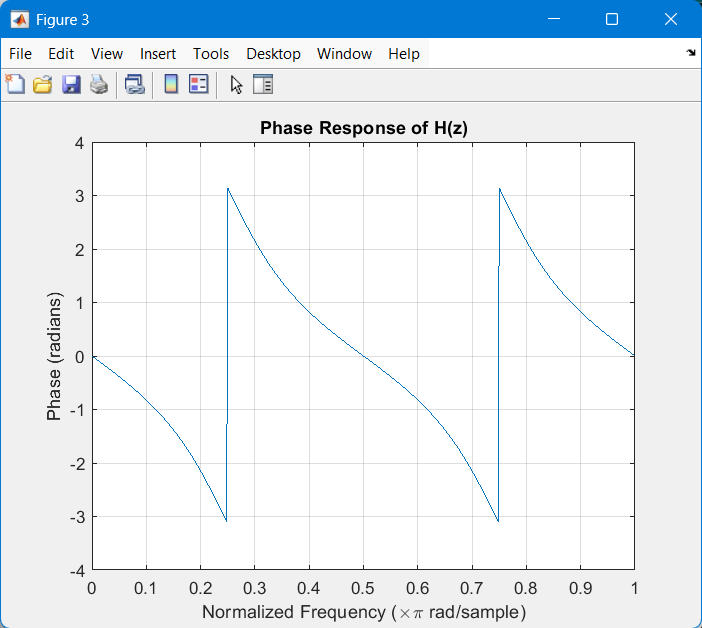 Figure 3
File Edit View Insert Tools Desktop Window Help
Phase Response of H(z)
4
3
2
1
0
-1
-2
-3
-4
Phase (radians)
0 0.1 0.2 0.3 0.4 0.5 0.6 0.7 0.8 0.9 1
Normalized Frequency (×π rad/sample)